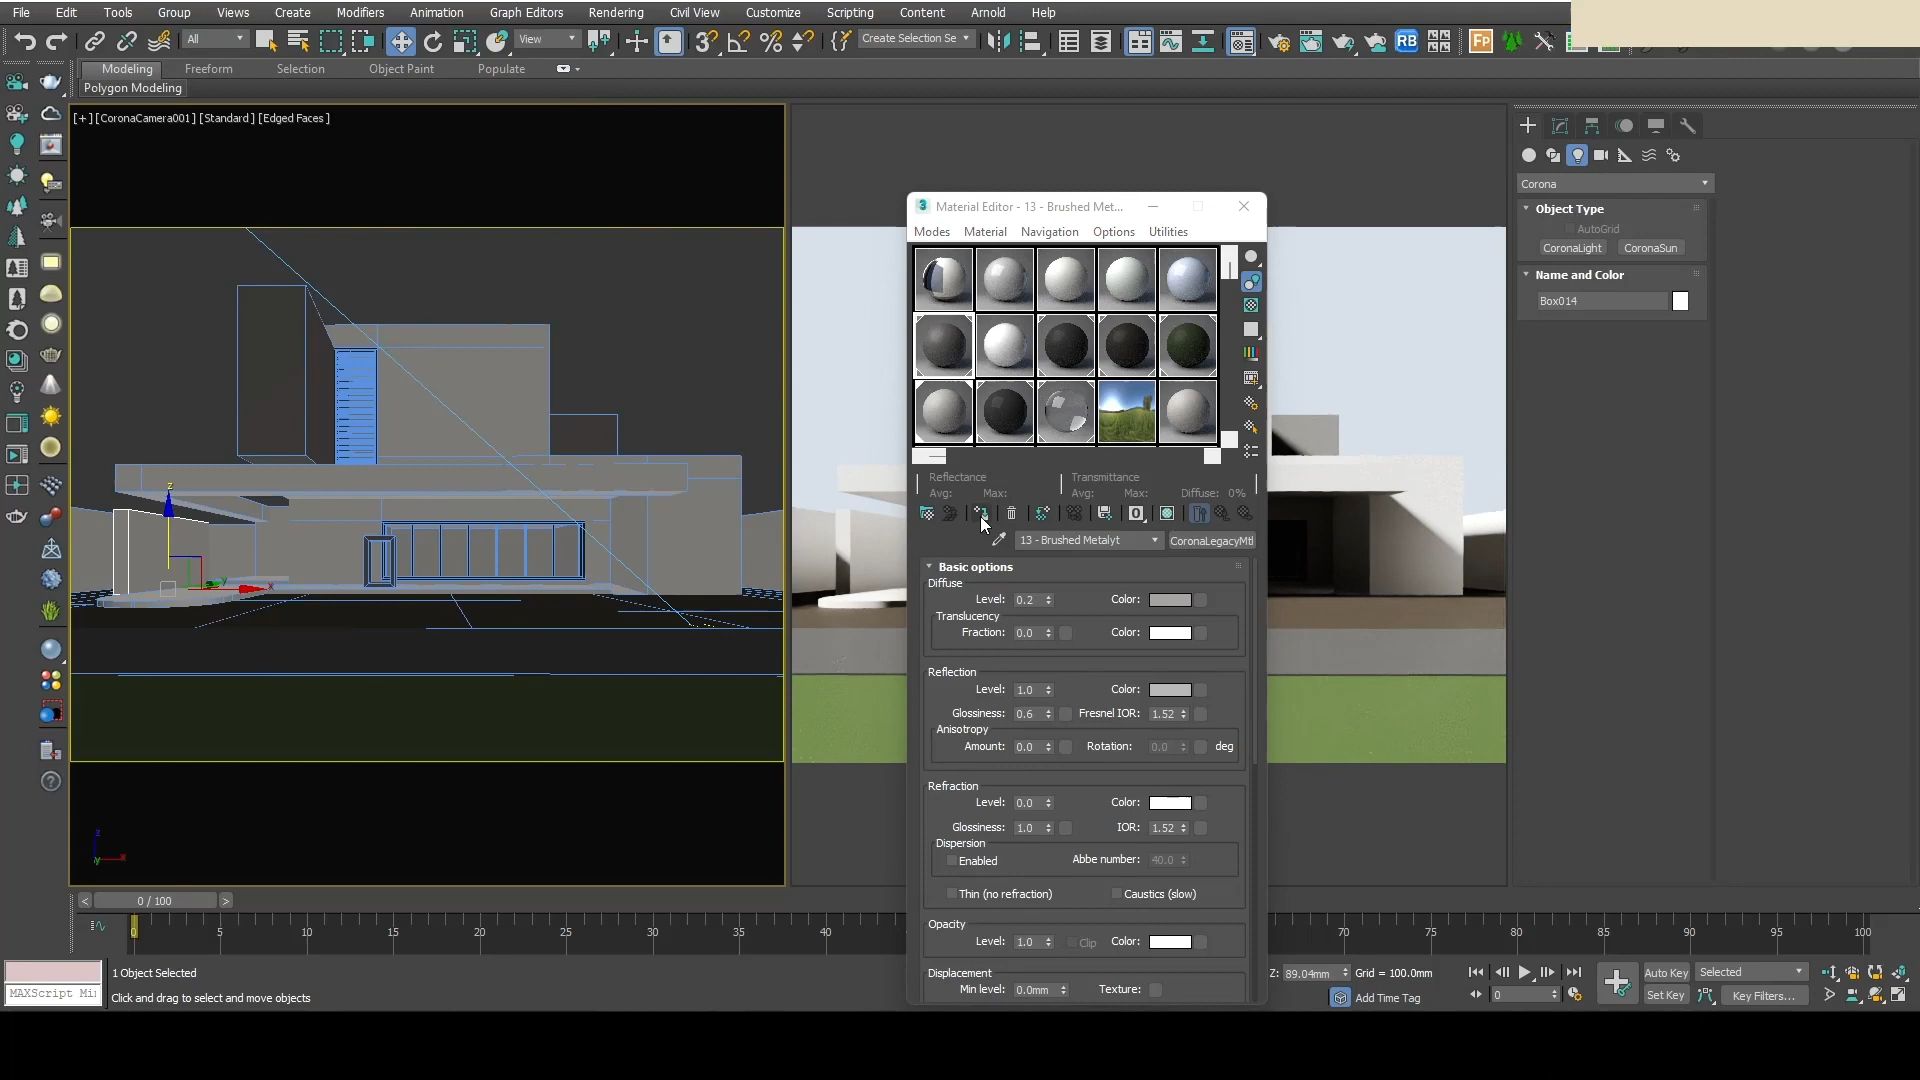 File Edit Tools Group Views Create Modifiers Animation Graph Editors Rendering Civil View Customize Scripting Content Arnold Help
All View Create Selection Se RB FP
Modeling Freeform Selection Object Paint Populate
Polygon Modeling
[+] [CoronaCamera001] [Standard] [Edged Faces]
Corona
Object Type
AutoGrid
CoronaLight CoronaSun
Name and Color
Box014
3 Material Editor - 13 - Brushed Met...
Modes Material Navigation Options Utilities
Reflectance Transmittance
Avg: Max: Avg: Max: Diffuse: 0%
13 - Brushed Metalyt CoronaLegacyMtl
Basic options
Diffuse
Level: 0.2 Color:
Translucency
Fraction: 0.0 Color:
Reflection
Level: 1.0 Color:
Glossiness: 0.6 Fresnel IOR: 1.52
Anisotropy
Amount: 0.0 Rotation: 0.0 deg
Refraction
Level: 0.0 Color:
Glossiness: 1.0 IOR: 1.52
Dispersion
Enabled Abbe number: 40.0
Thin (no refraction) Caustics (slow)
Opacity
Level: 1.0 Clip Color:
Displacement
Min level: 0.0mm Texture:
z
y x
z
y x
< 0 / 100 >
0 5 10 15 20 25 30 35 40 70 75 80 85 90 95 100
1 Object Selected
MAXScript Mi
Click and drag to select and move objects
Z: 89.04mm Grid = 100.0mm
Add Time Tag
0
Auto Key Selected
Set Key Key Filters...